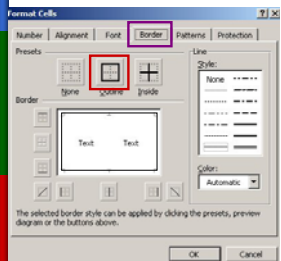 Format Cells
Number Alignment Font Border Patterns Protection
Presets
None Outline Inside
Line
Style:
None
Border
Text Text
Color:
Automatic
The selected border style can be applied by clicking the presets, preview
diagram or the buttons above.
OK Cancel